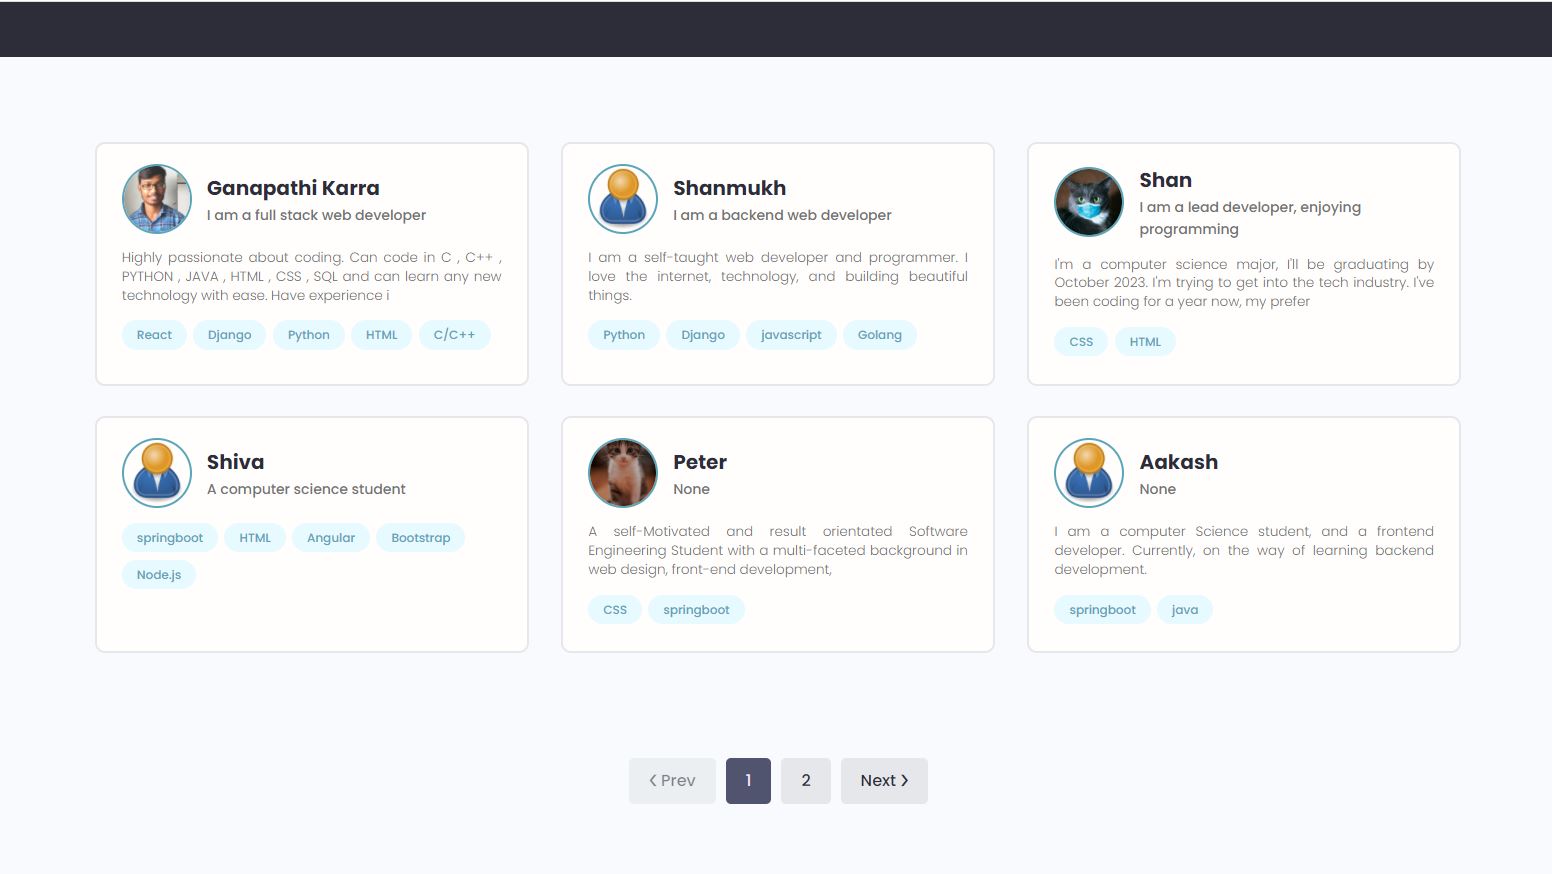 Ganapathi Karra
I am a full stack web developer
Highly passionate about coding. Can code in C , C++ ,
PYTHON , JAVA , HTML , CSS , SQL and can learn any new
technology with ease. Have experience i
React Django Python HTML C/C++
Shanmukh
I am a backend web developer
I am a self-taught web developer and programmer. I
love the internet, technology, and building beautiful
things.
Python Django javascript Golang
Shan
I am a lead developer, enjoying
programming
I'm a computer science major, I'll be graduating by
October 2023. I'm trying to get into the tech industry. I've
been coding for a year now, my prefer
CSS HTML
Shiva
A computer science student
springboot HTML Angular Bootstrap
Node.js
Peter
None
A self-Motivated and result orientated Software
Engineering Student with a multi-faceted background in
web design, front-end development,
CSS springboot
Aakash
None
I am a computer Science student, and a frontend
developer. Currently, on the way of learning backend
development.
springboot java
❮ Prev 1 2 Next ❯